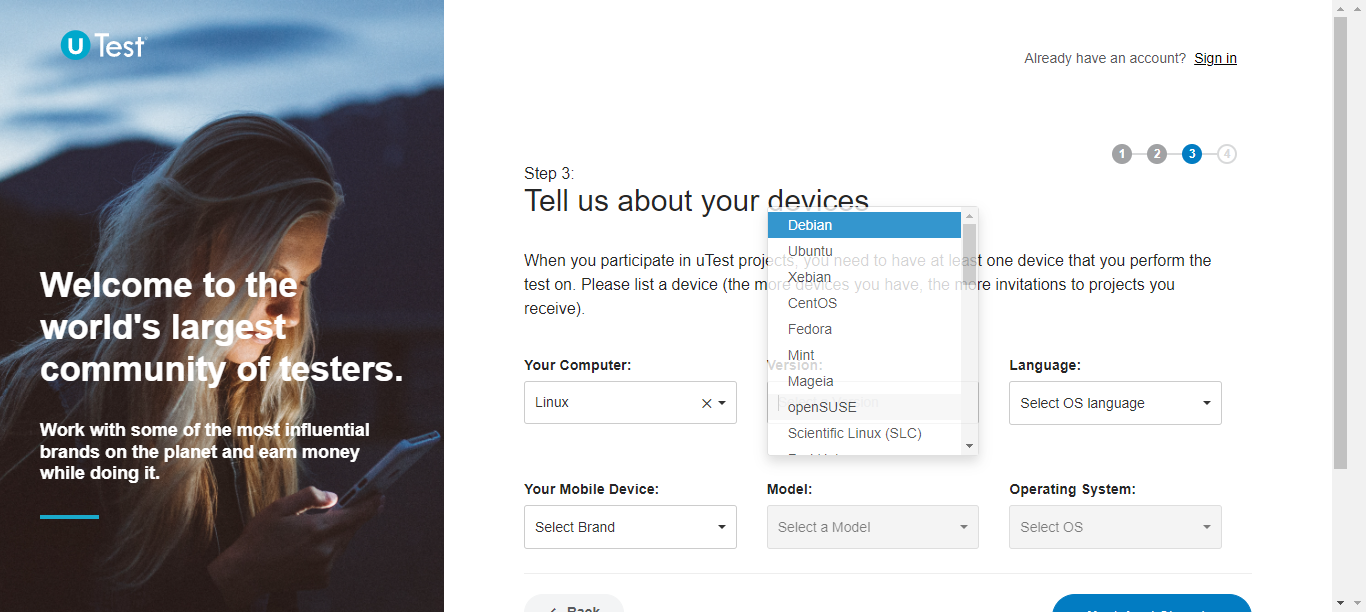 U Test
Already have an account? Sign in
1 2 3 4
Step 3:
Tell us about your devices
When you participate in uTest projects, you need to have at least one device that you perform the
test on. Please list a device (the more devices you have, the more invitations to projects you
receive).
Debian
Ubuntu
Xebian
CentOS
Fedora
Mint
Mageia
openSUSE
Scientific Linux (SLC)
Your Computer:
Version:
Language:
Linux
Select OS language
Your Mobile Device:
Model:
Operating System:
Select Brand
Select a Model
Select OS
Back
Welcome to the
world's largest
community of testers.
Work with some of the most influential
brands on the planet and earn money
while doing it.